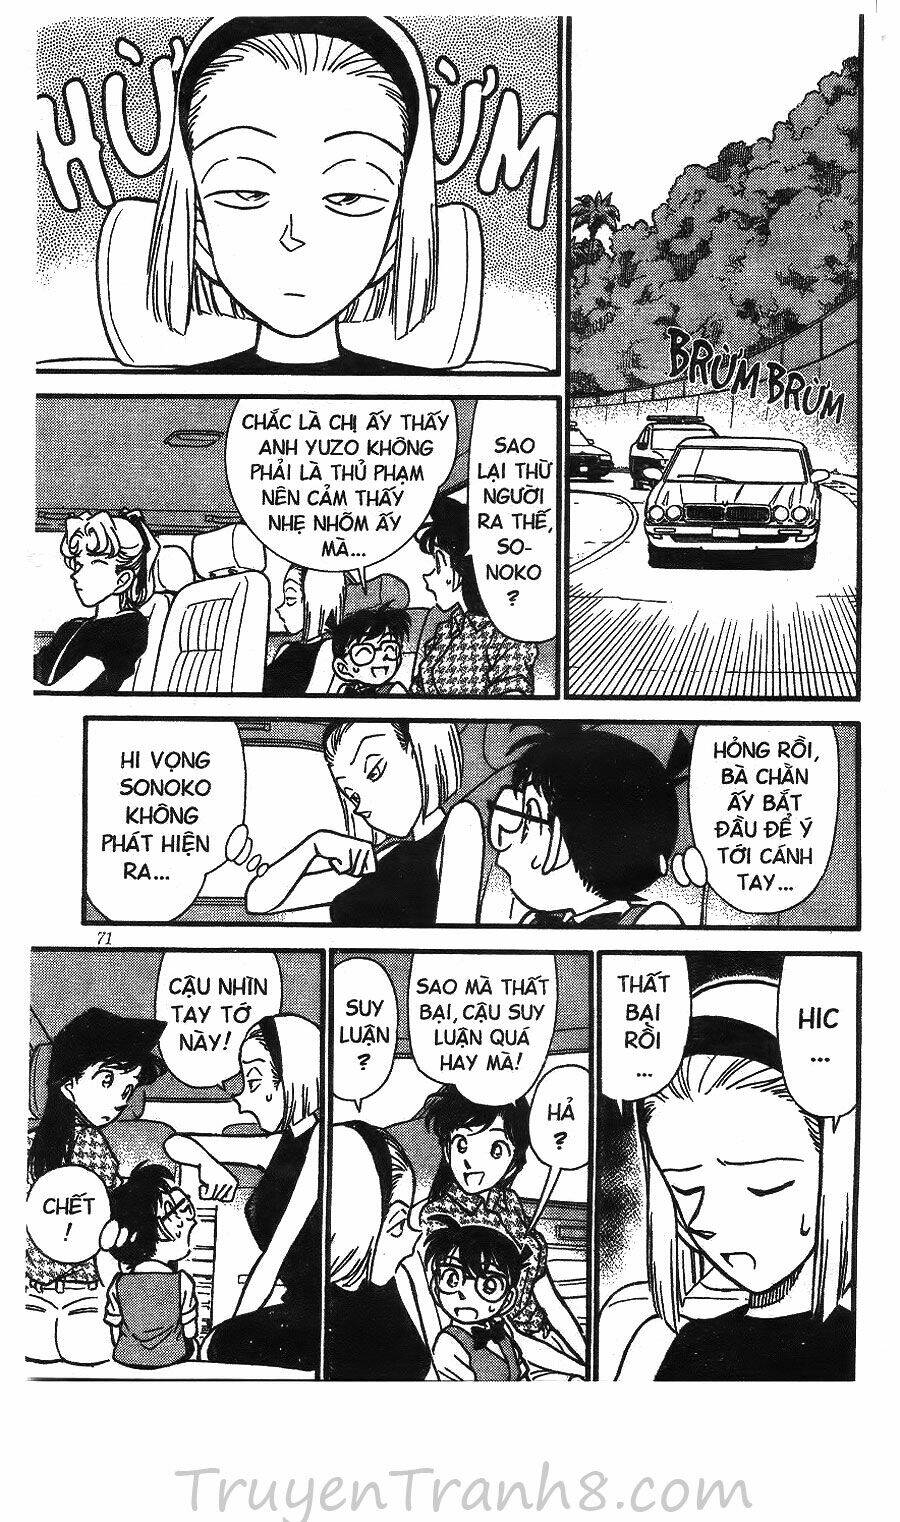 BRỪM BRỪM
HỪ
ỪM
SAO
LẠI THỪ
NGƯỜI
RA THẾ,
SO-
NOKO
?
CHẮC LÀ CHỊ ẤY THẤY
ANH YUZO KHÔNG
PHẢI LÀ THỦ PHẠM
NÊN CẢM THẤY
NHẸ NHÕM ẤY
MÀ...
HỎNG RỒI,
BÀ CHẰN
ẤY BẮT
ĐẦU ĐỂ Ý
TỚI CÁNH
TAY...
HI VỌNG
SONOKO
KHÔNG
PHÁT HIỆN
RA...
71
HIC
...
THẤT
BẠI
RỒI
...
SAO MÀ THẤT
BẠI, CẬU SUY
LUẬN QUÁ
HAY MÀ!
HẢ
?
SUY
LUẬN
?
CẬU NHÌN
TAY TỚ
NÀY!
CHẾT
!
TruyenTranh8.com